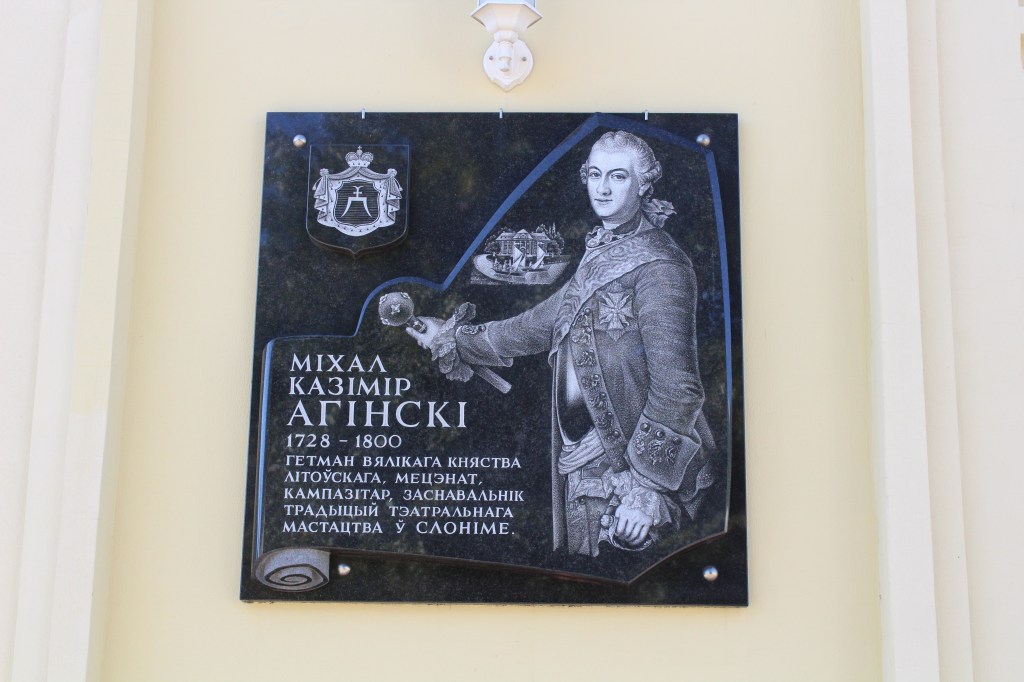 МІХАЛ
КАЗІМІР
АГІНСКІ
1728 - 1800
ГЕТМАН ВЯЛІКАГА КНЯСТВА
ЛІТОЎСКАГА, МЕЦЭНАТ,
КАМПАЗІТАР, ЗАСНАВАЛЬНІК
ТРАДЫЦЫЙ ТЭАТРАЛЬНАГА
МАСТАЦТВА Ў СЛОНІМЕ.